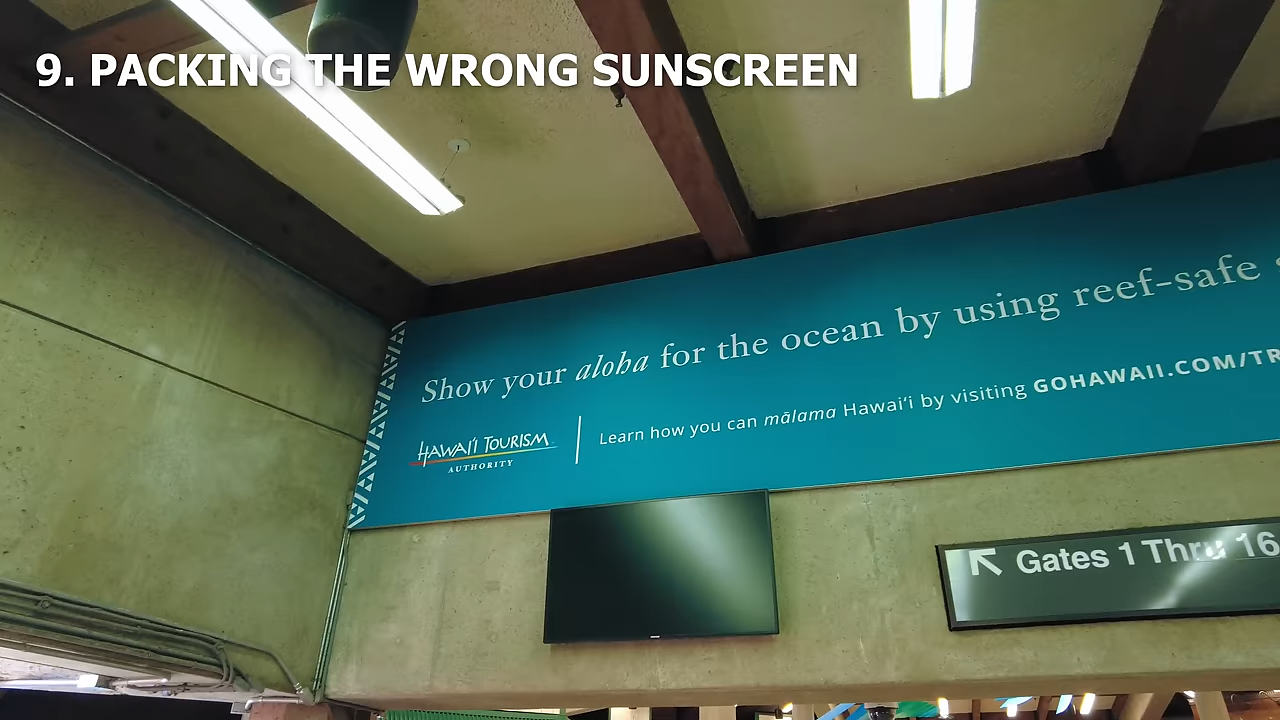 9. PACKING THE WRONG SUNSCREEN
Show your aloha for the ocean by using reef-safe
HAWAI‘I TOURISM
AUTHORITY
Learn how you can mālama Hawai‘i by visiting GOHAWAII.COM/TR
Gates 1 Thru 16